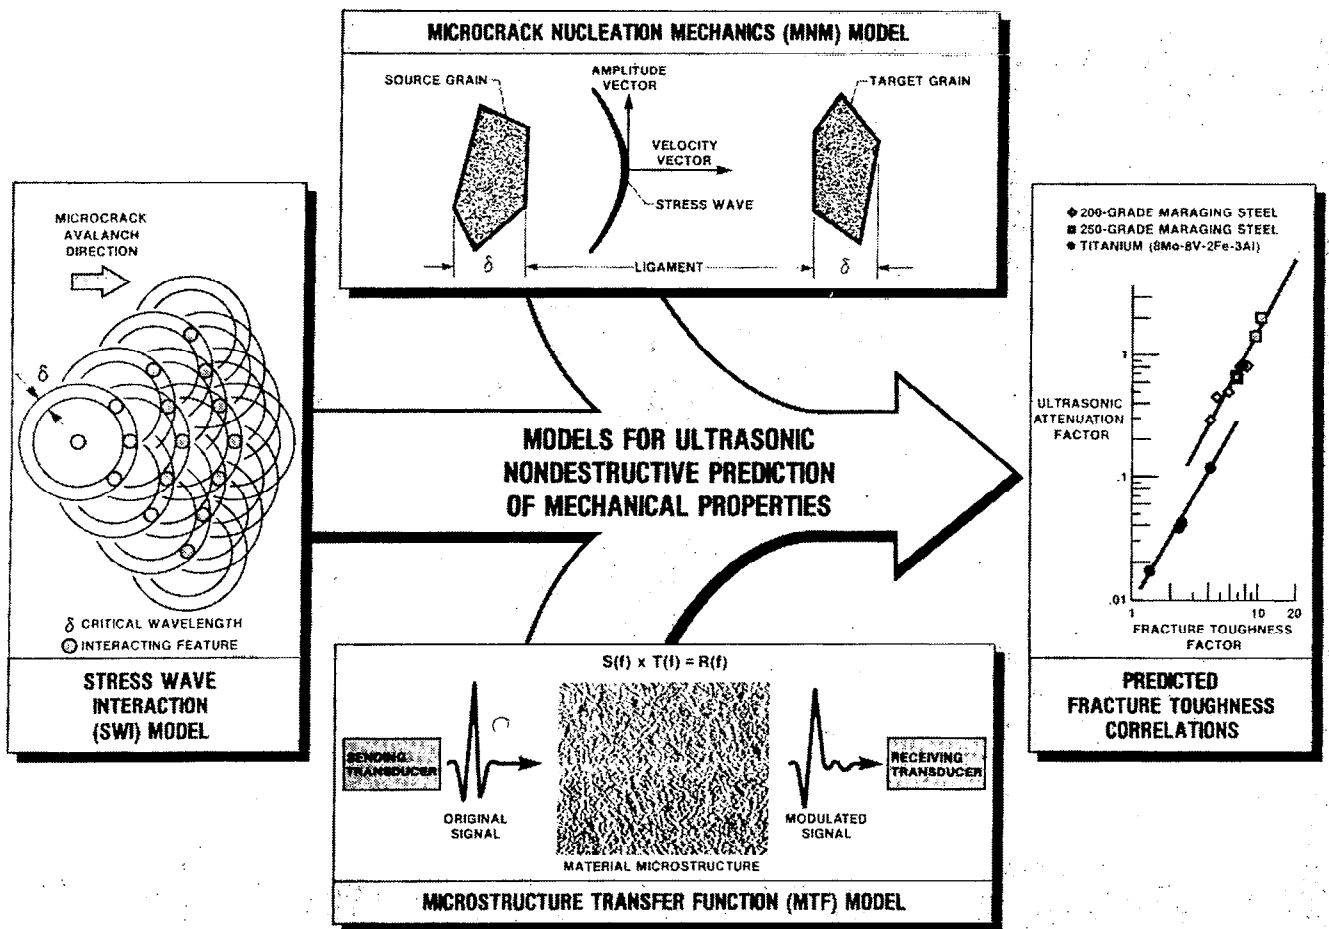 MICROCRACK NUCLEATION MECHANICS (MNM) MODEL
SOURCE GRAIN
AMPLITUDE
VECTOR
TARGET GRAIN
VELOCITY
VECTOR
STRESS WAVE
δ
LIGAMENT
δ
MICROCRACK
AVALANCH
DIRECTION
δ
δ CRITICAL WAVELENGTH
INTERACTING FEATURE
STRESS WAVE
INTERACTION
(SWI) MODEL
MODELS FOR ULTRASONIC
NONDESTRUCTIVE PREDICTION
OF MECHANICAL PROPERTIES
S(f) x T(f) = R(f)
SENDING
TRANSDUCER
ORIGINAL
SIGNAL
MATERIAL MICROSTRUCTURE
MODULATED
SIGNAL
RECEIVING
TRANSDUCER
MICROSTRUCTURE TRANSFER FUNCTION (MTF) MODEL
200-GRADE MARAGING STEEL
250-GRADE MARAGING STEEL
TITANIUM (8Mo-8V-2Fe-3Al)
1
ULTRASONIC
ATTENUATION
FACTOR
.1
.01
1
10
20
FRACTURE TOUGHNESS
FACTOR
PREDICTED
FRACTURE TOUGHNESS
CORRELATIONS